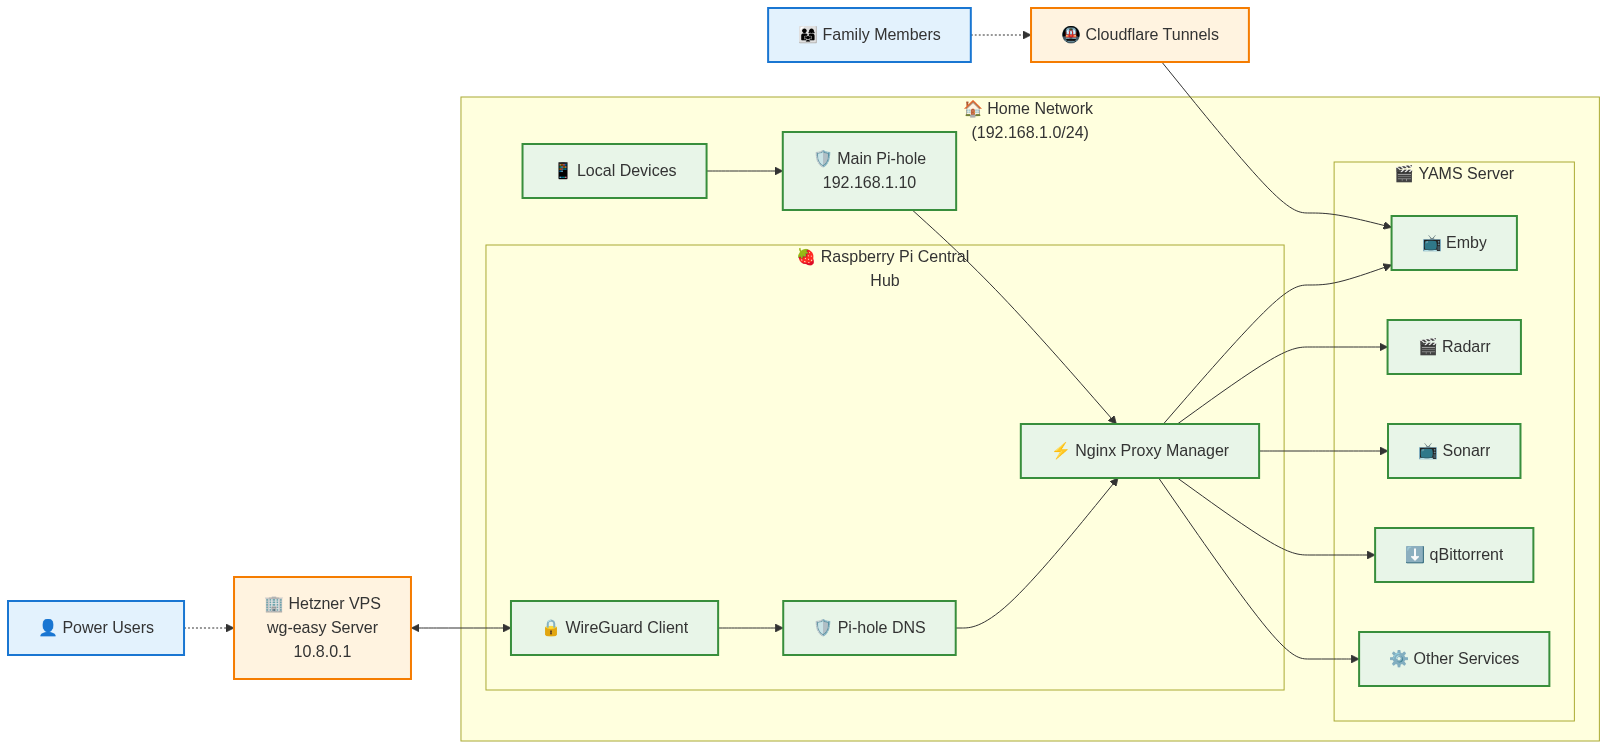 👨‍👩‍👧 Family Members
🚇 Cloudflare Tunnels
🏠 Home Network
(192.168.1.0/24)
📱 Local Devices
🛡️ Main Pi-hole
192.168.1.10
🎬 YAMS Server
📺 Emby
🍓 Raspberry Pi Central
Hub
🎬 Radarr
⚡ Nginx Proxy Manager
📺 Sonarr
⬇️ qBittorrent
👤 Power Users
🏢 Hetzner VPS
wg-easy Server
10.8.0.1
🔒 WireGuard Client
🛡️ Pi-hole DNS
⚙️ Other Services